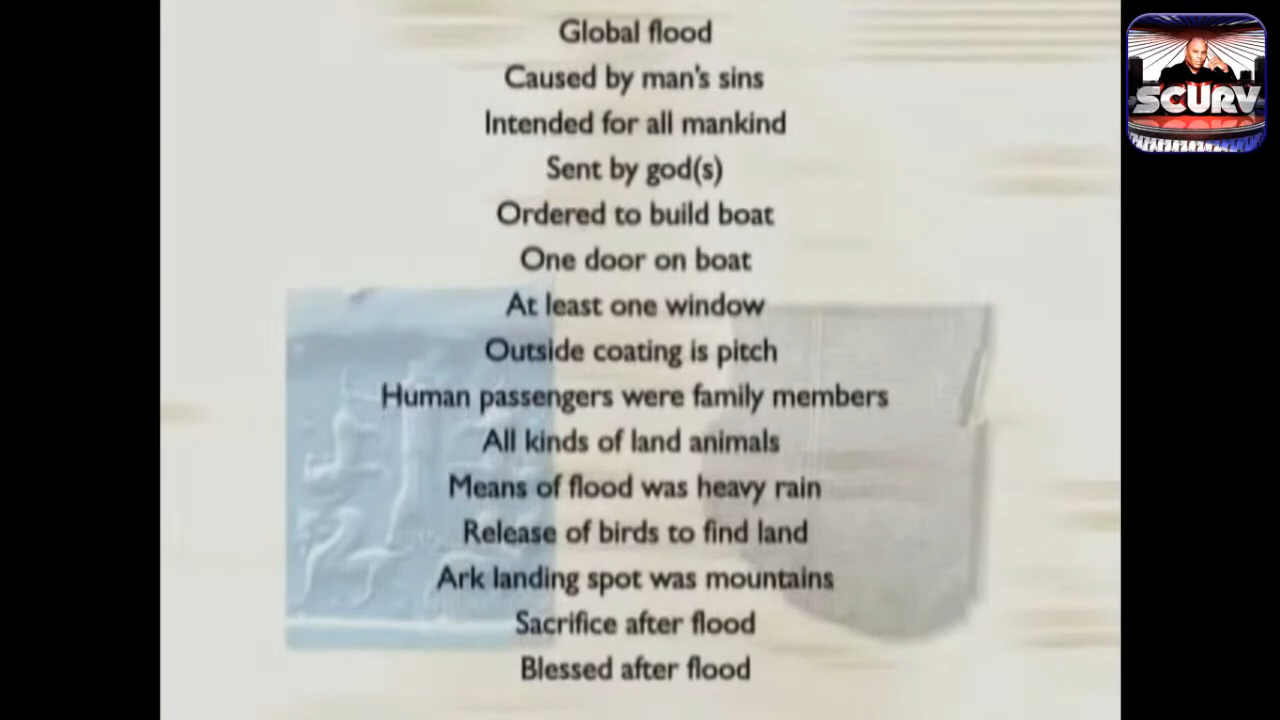 Global flood
Caused by man's sins
Intended for all mankind
Sent by god(s)
Ordered to build boat
One door on boat
At least one window
Outside coating is pitch
Human passengers were family members
All kinds of land animals
Means of flood was heavy rain
Release of birds to find land
Ark landing spot was mountains
Sacrifice after flood
Blessed after flood
SCURV